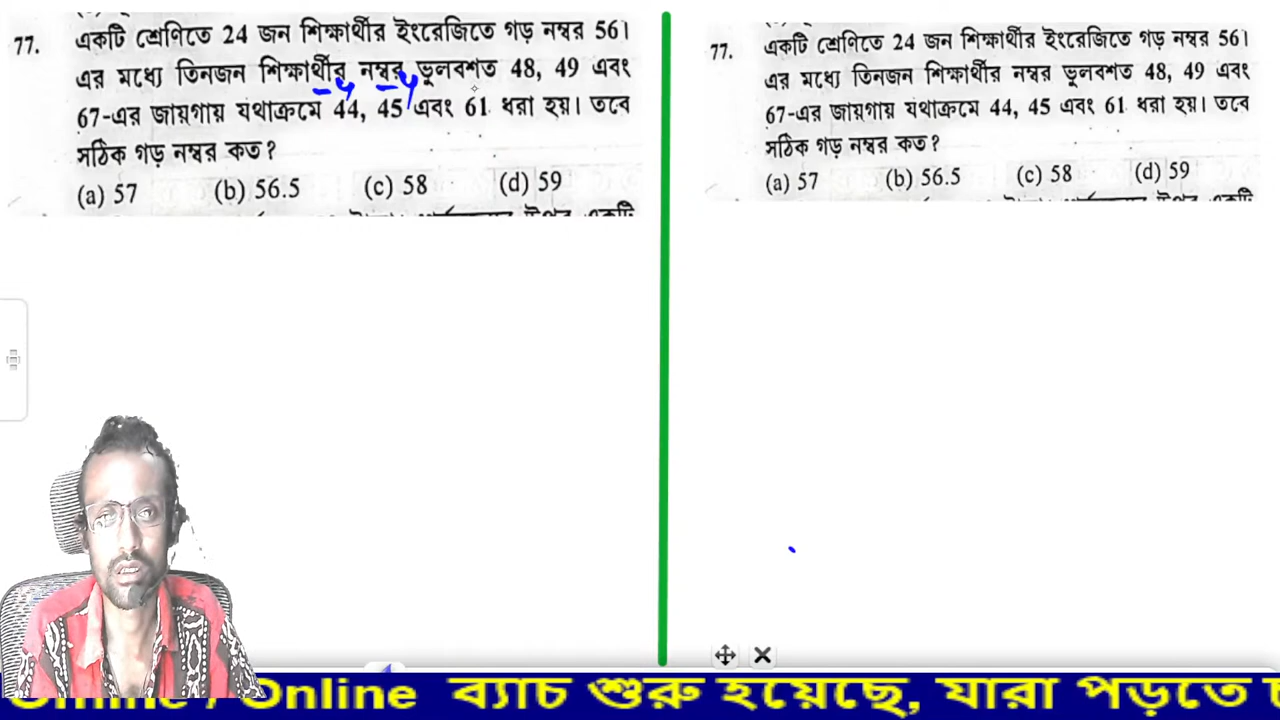 77. একটি শ্রেণিতে 24 জন শিক্ষার্থীর ইংরেজিতে গড় নম্বর 56।
এর মধ্যে তিনজন শিক্ষার্থীর নম্বর ভুলবশত 48, 49 এবং
67-এর জায়গায় যথাক্রমে 44, 45 এবং 61 ধরা হয়। তবে
সঠিক গড় নম্বর কত?
(a) 57 (b) 56.5 (c) 58 (d) 59
-4 -4
77. একটি শ্রেণিতে 24 জন শিক্ষার্থীর ইংরেজিতে গড় নম্বর 56।
এর মধ্যে তিনজন শিক্ষার্থীর নম্বর ভুলবশত 48, 49 এবং
67-এর জায়গায় যথাক্রমে 44, 45 এবং 61 ধরা হয়। তবে
সঠিক গড় নম্বর কত?
(a) 57 (b) 56.5 (c) 58 (d) 59
Online ব্যাচ শুরু হয়েছে, যারা পড়তে